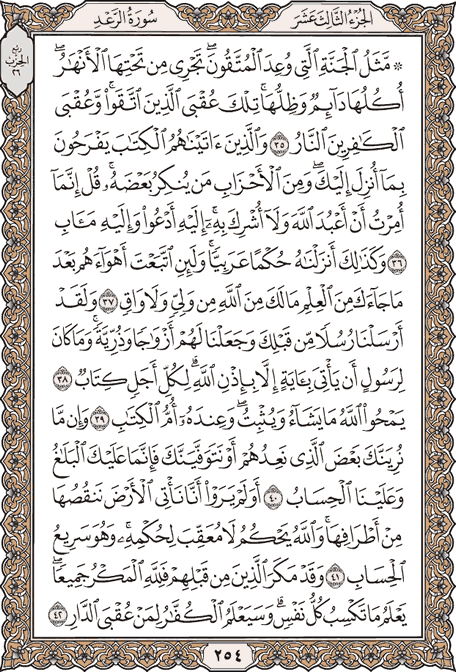 الجُزْءُ الثَّالِثَ عَشَرَ
سُورَةُ الرَّعْدِ
رُبْع
الحِزْب
٢٦
۞ مَّثَلُ ٱلْجَنَّةِ ٱلَّتِى وُعِدَ ٱلْمُتَّقُونَ ۖ تَجْرِى مِن تَحْتِهَا ٱلْأَنْهَٰرُ ۖ
أُكُلُهَا دَآئِمٌ وَظِلُّهَا ۚ تِلْكَ عُقْبَى ٱلَّذِينَ ٱتَّقَوا۟ ۖ وَّعُقْبَى
ٱلْكَٰفِرِينَ ٱلنَّارُ ٣٥ وَٱلَّذِينَ ءَاتَيْنَٰهُمُ ٱلْكِتَٰبَ يَفْرَحُونَ
بِمَآ أُنزِلَ إِلَيْكَ ۖ وَمِنَ ٱلْأَحْزَابِ مَن يُنكِرُ بَعْضَهُۥ ۚ قُلْ إِنَّمَآ
أُمِرْتُ أَنْ أَعْبُدَ ٱللَّهَ وَلَآ أُشْرِكَ بِهِۦٓ ۚ إِلَيْهِ أَدْعُوا۟ وَإِلَيْهِ مَـَٔابِ
٣٦ وَكَذَٰلِكَ أَنزَلْنَٰهُ حُكْمًا عَرَبِيًّا ۚ وَلَئِنِ ٱتَّبَعْتَ أَهْوَآءَهُم بَعْدَ
مَا جَآءَكَ مِنَ ٱلْعِلْمِ مَا لَكَ مِنَ ٱللَّهِ مِن وَلِىٍّ وَلَا وَاقٍ ٣٧ وَلَقَدْ
أَرْسَلْنَا رُسُلًا مِّن قَبْلِكَ وَجَعَلْنَا لَهُمْ أَزْوَٰجًا وَذُرِّيَّةً ۚ وَمَا كَانَ
لِرَسُولٍ أَن يَأْتِىَ بِـَٔايَةٍ إِلَّا بِإِذْنِ ٱللَّهِ ۗ لِكُلِّ أَجَلٍ كِتَابٌ ٣٨
يَمْحُوا۟ ٱللَّهُ مَا يَشَآءُ وَيُثْبِتُ ۖ وَعِندَهُۥٓ أُمُّ ٱلْكِتَٰبِ ٣٩ وَإِن مَّا
نُرِيَنَّكَ بَعْضَ ٱلَّذِى نَعِدُهُمْ أَوْ نَتَوَفَّيَنَّكَ فَإِنَّمَا عَلَيْكَ ٱلْبَلَٰغُ
وَعَلَيْنَا ٱلْحِسَابُ ٤٠ أَوَلَمْ يَرَوْا۟ أَنَّا نَأْتِى ٱلْأَرْضَ نَنقُصُهَا
مِنْ أَطْرَافِهَا ۚ وَٱللَّهُ يَحْكُمُ لَا مُعَقِّبَ لِحُكْمِهِۦ ۚ وَهُوَ سَرِيعُ
ٱلْحِسَابِ ٤١ وَقَدْ مَكَرَ ٱلَّذِينَ مِن قَبْلِهِمْ فَلِلَّهِ ٱلْمَكْرُ جَمِيعًا ۖ
يَعْلَمُ مَا تَكْسِبُ كُلُّ نَفْسٍ ۗ وَسَيَعْلَمُ ٱلْكُفَّٰرُ لِمَنْ عُقْبَى ٱلدَّارِ ٤٢
٢٥٤